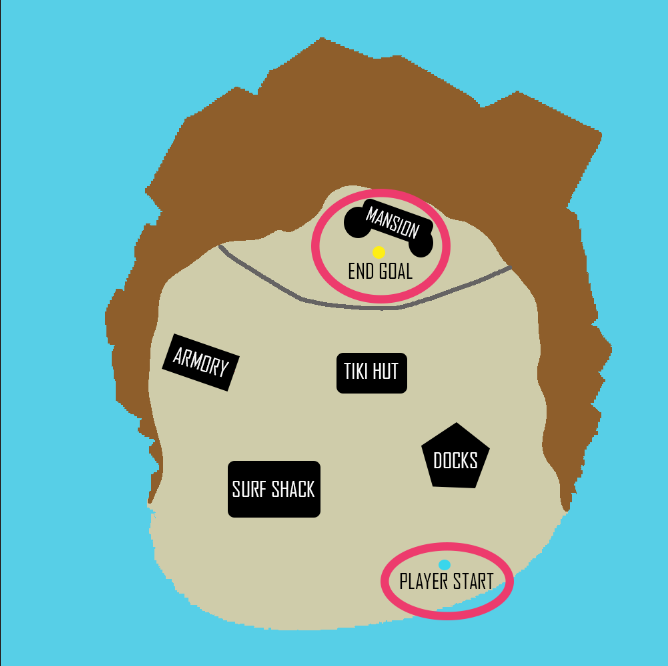 MANSION
END GOAL
ARMORY
TIKI HUT
DOCKS
SURF SHACK
PLAYER START